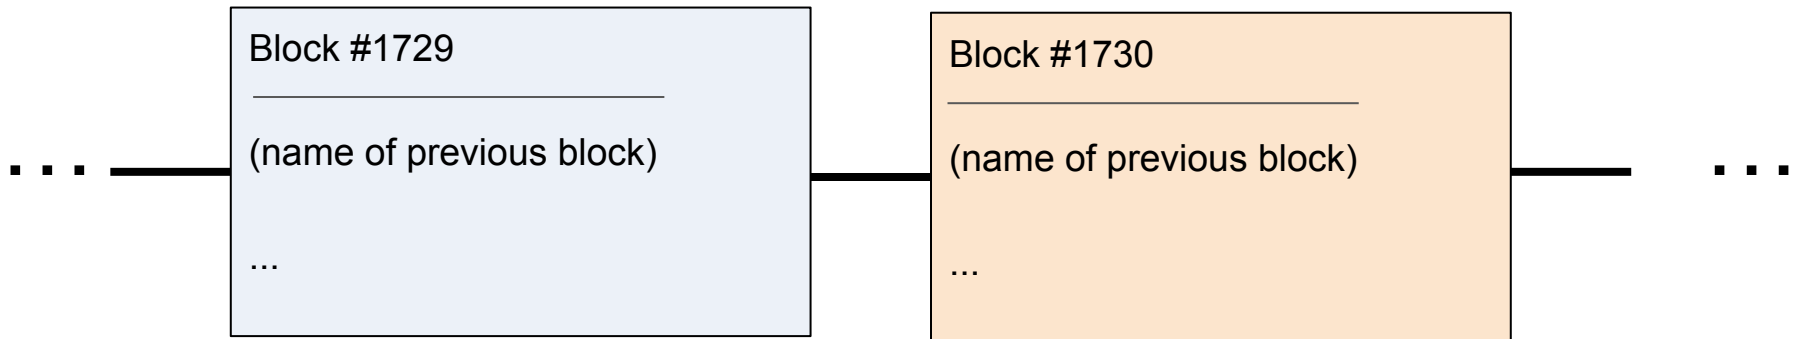 Block #1729
(name of previous block)
...
Block #1730
(name of previous block)
...
... ...